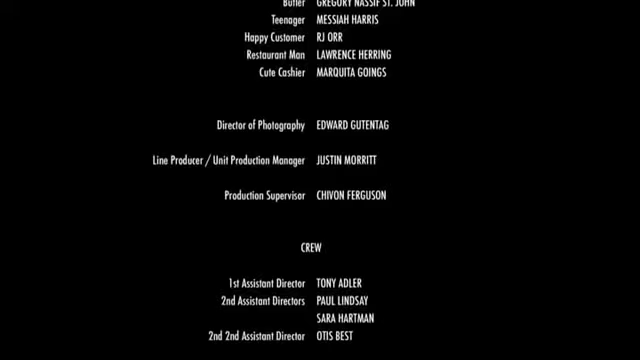 Butler GREGORY NASSIF ST. JOHN
Teenager MESSIAH HARRIS
Happy Customer RJ ORR
Restaurant Man LAWRENCE HERRING
Cute Cashier MARQUITA GOINGS
Director of Photography EDWARD GUTENTAG
Line Producer / Unit Production Manager JUSTIN MORRITT
Production Supervisor CHIVON FERGUSON
CREW
1st Assistant Director TONY ADLER
2nd Assistant Directors PAUL LINDSAY
SARA HARTMAN
2nd 2nd Assistant Director OTIS BEST